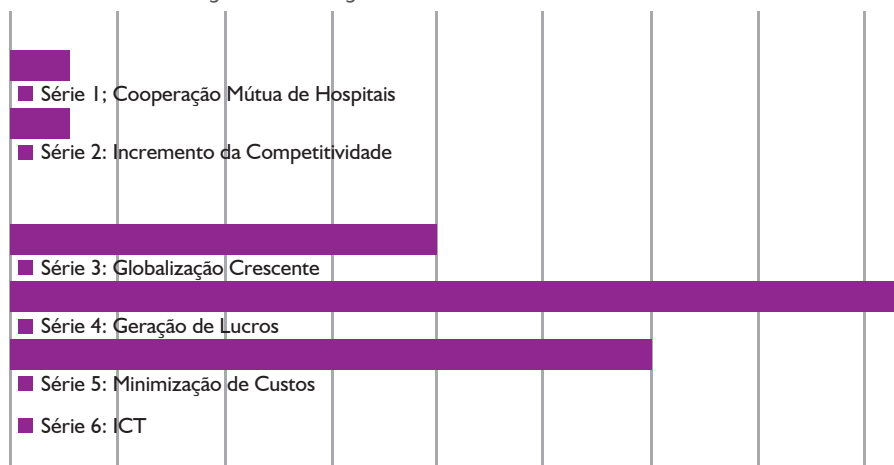 Série 1; Cooperação Mútua de Hospitais
Série 2: Incremento da Competitividade
Série 3: Globalização Crescente
Série 4: Geração de Lucros
Série 5: Minimização de Custos
Série 6: ICT